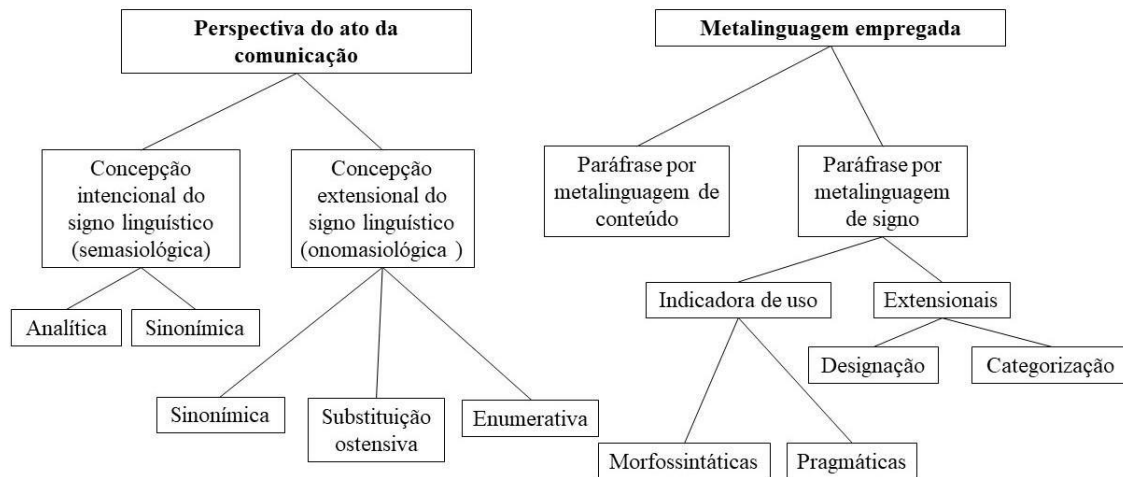 Perspectiva do ato da
comunicação
Concepção
intencional do
signo linguístico
(semasiológica)
Concepção
extensional do
signo linguístico
(onomasiológica )
Analítica
Sinonímica
Sinonímica
Substituição
ostensiva
Enumerativa
Metalinguagem empregada
Paráfrase por
metalinguagem de
conteúdo
Paráfrase por
metalinguagem
de signo
Indicadora de uso
Extensionais
Designação
Categorização
Morfossintáticas
Pragmáticas